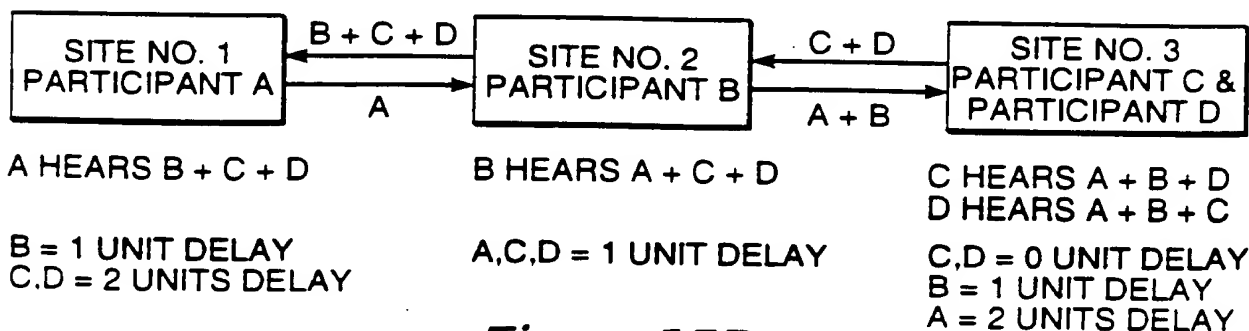 SITE NO. 1
PARTICIPANT A
B + C + D
A
SITE NO. 2
PARTICIPANT B
C + D
A + B
SITE NO. 3
PARTICIPANT C &
PARTICIPANT D
A HEARS B + C + D
B = 1 UNIT DELAY
C,D = 2 UNITS DELAY
B HEARS A + C + D
A,C,D = 1 UNIT DELAY
C HEARS A + B + D
D HEARS A + B + C
C,D = 0 UNIT DELAY
B = 1 UNIT DELAY
A = 2 UNITS DELAY